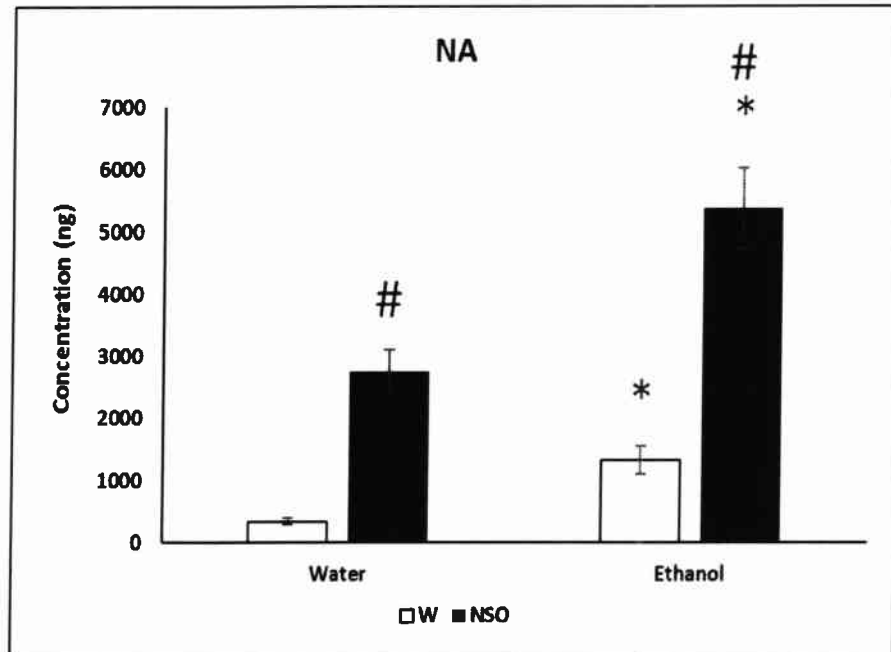 NA
#
*
7000
6000
5000
4000
3000
2000
1000
0
Concentration (ng)
#
*
Water
Ethanol
W NSO